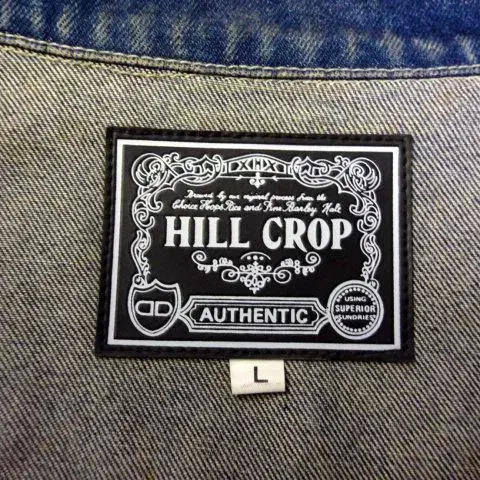 Brewed by our original process from the
Choice Hops, Rice and Fine Barley Malt
HILL CROP
AUTHENTIC
USING
SUPERIOR
SUNDRIES
L